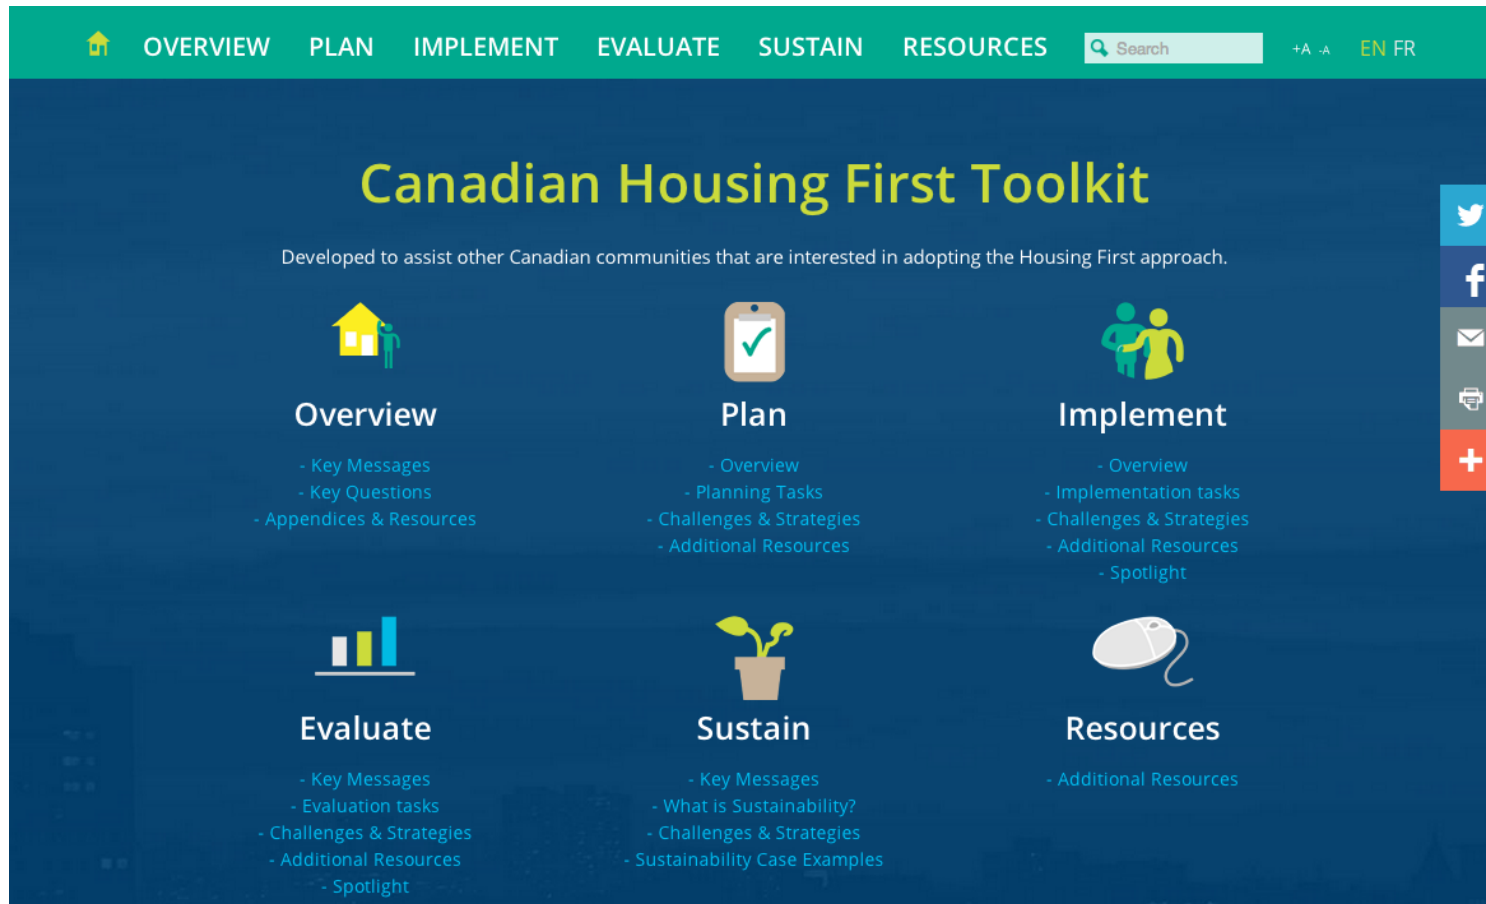 OVERVIEW PLAN IMPLEMENT EVALUATE SUSTAIN RESOURCES Search +A -A EN FR
Canadian Housing First Toolkit
Developed to assist other Canadian communities that are interested in adopting the Housing First approach.
Overview
- Key Messages
- Key Questions
- Appendices & Resources
Plan
- Overview
- Planning Tasks
- Challenges & Strategies
- Additional Resources
Implement
- Overview
- Implementation tasks
- Challenges & Strategies
- Additional Resources
- Spotlight
Evaluate
- Key Messages
- Evaluation tasks
- Challenges & Strategies
- Additional Resources
- Spotlight
Sustain
- Key Messages
- What is Sustainability?
- Challenges & Strategies
- Sustainability Case Examples
Resources
- Additional Resources